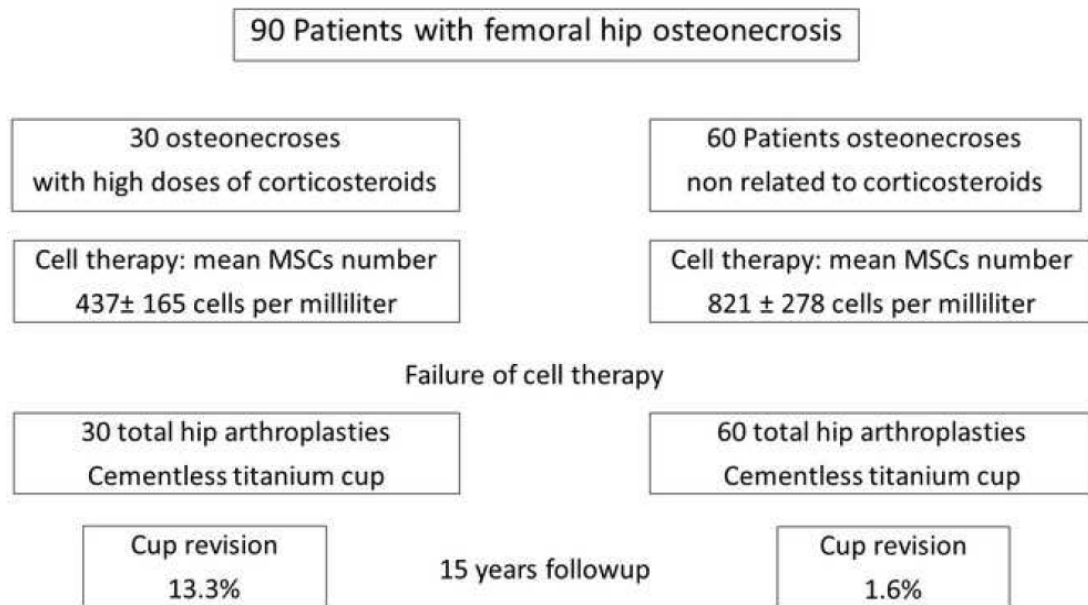 90 Patients with femoral hip osteonecrosis
30 osteonecroses
with high doses of corticosteroids
60 Patients osteonecroses
non related to corticosteroids
Cell therapy: mean MSCs number
437± 165 cells per milliliter
Cell therapy: mean MSCs number
821 ± 278 cells per milliliter
Failure of cell therapy
30 total hip arthroplasties
Cementless titanium cup
60 total hip arthroplasties
Cementless titanium cup
Cup revision
13.3%
15 years followup
Cup revision
1.6%